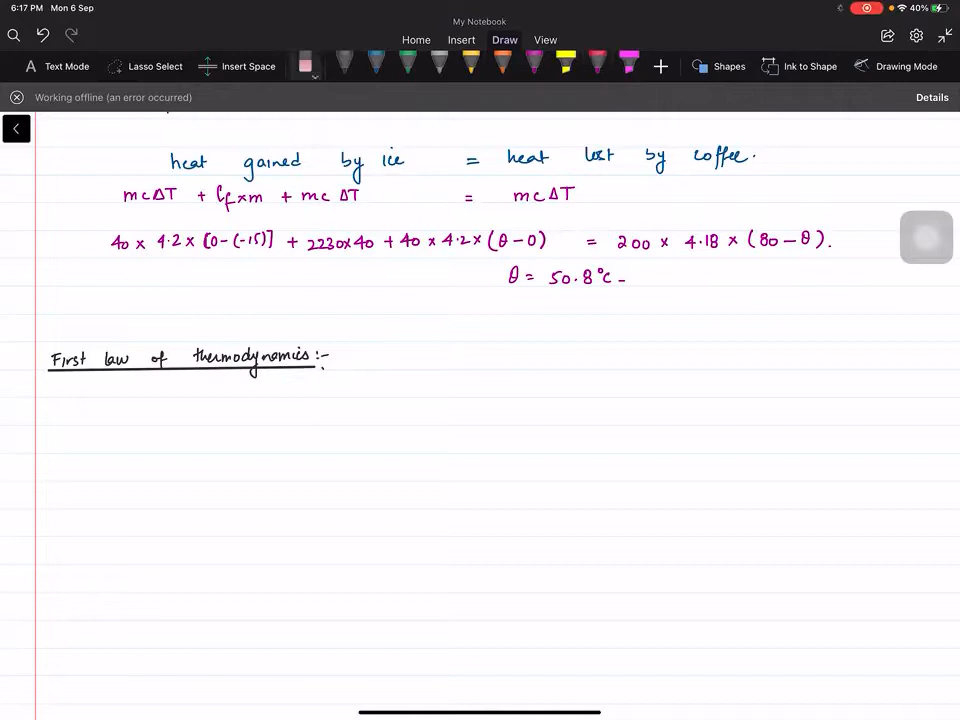 6:17 PM Mon 6 Sep
40%
My Notebook
Home Insert Draw View
Text Mode Lasso Select Insert Space Shapes Ink to Shape Drawing Mode
Working offline (an error occurred) Details
heat gained by ice = heat lost by coffee.
mcΔT + Lf×m + mcΔT = mcΔT
40 × 4.2 × [0-(-15)] + 2230×40 + 40 × 4.2 × (θ-0) = 200 × 4.18 × (80-θ).
θ = 50.8°C -
First law of thermodynamics :-